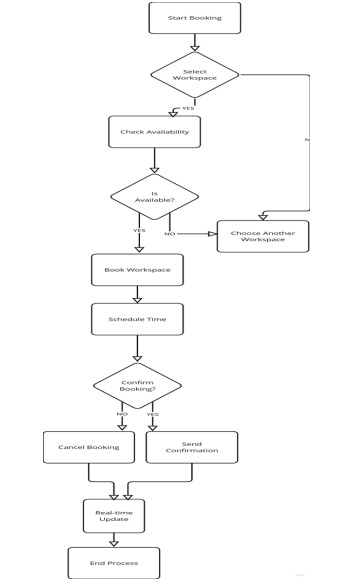 Start Booking
Select
Workspace
YES
Check Availability
Is
Available?
YES
NO
Choose Another
Workspace
Book Workspace
Schedule Time
Confirm
Booking?
NO
YES
Cancel Booking
Send
Confirmation
Real-time
Update
End Process